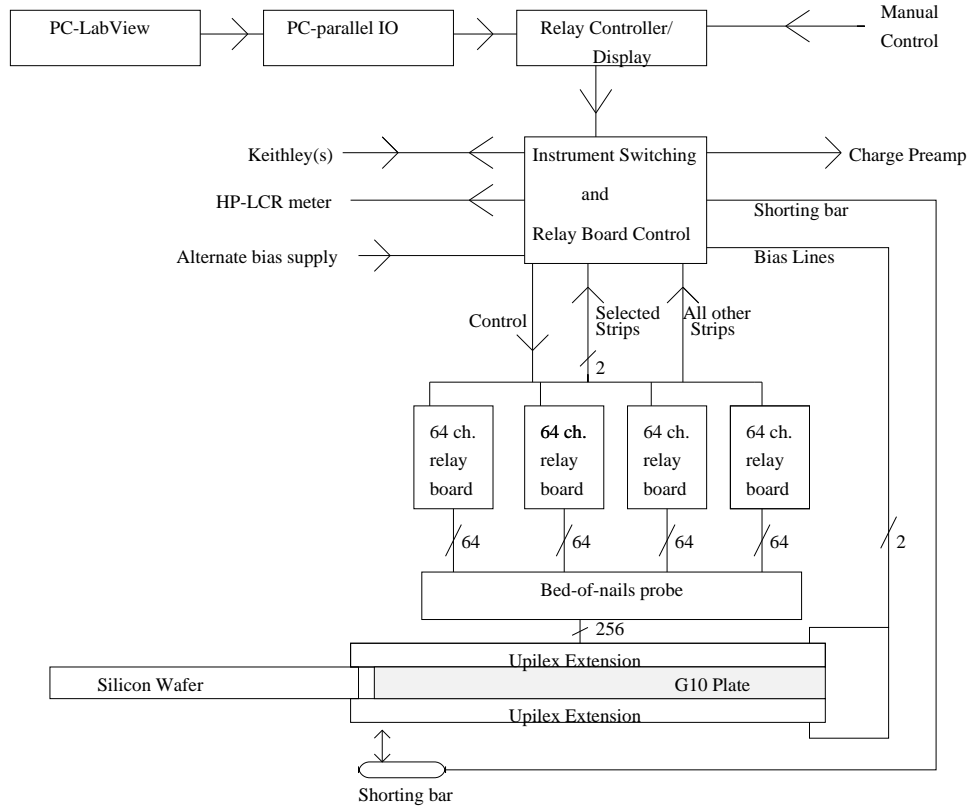 PC-LabView
PC-parallel IO
Relay Controller/
Display
Manual
Control
Keithley(s)
Instrument Switching
and
Relay Board Control
Charge Preamp
HP-LCR meter
Shorting bar
Alternate bias supply
Bias Lines
Control
Selected
Strips
All other
Strips
2
64 ch.
relay
board
64 ch.
relay
board
64 ch.
relay
board
64 ch.
relay
board
64
64
64
64
2
Bed-of-nails probe
256
Upilex Extension
Silicon Wafer
G10 Plate
Upilex Extension
Shorting bar